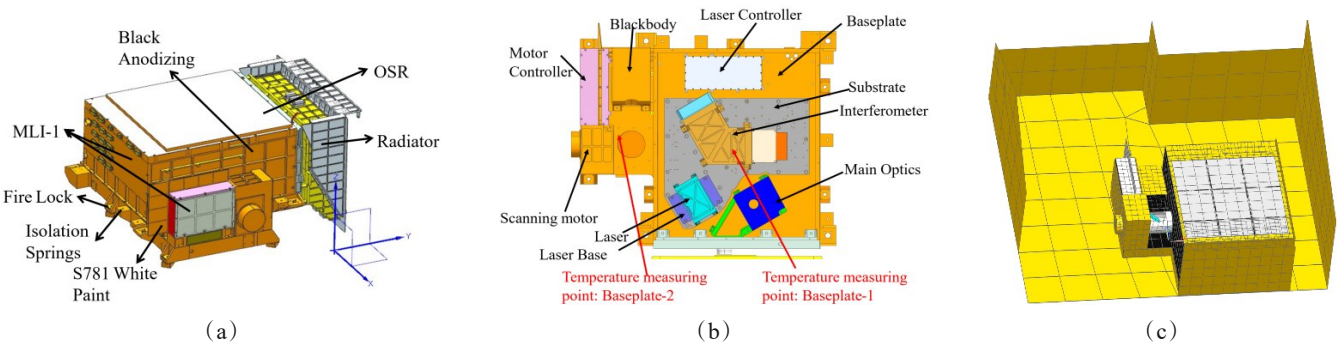 Black
Anodizing
OSR
MLI-1
Radiator
Fire Lock
Isolation
Springs
S781 White
Paint
Y
X
(a)
Blackbody
Laser Controller
Baseplate
Motor
Controller
Substrate
Interferometer
Main Optics
Scanning motor
Laser
Laser Base
Temperature measuring
point: Baseplate-2
Temperature measuring
point: Baseplate-1
(b)
(c)